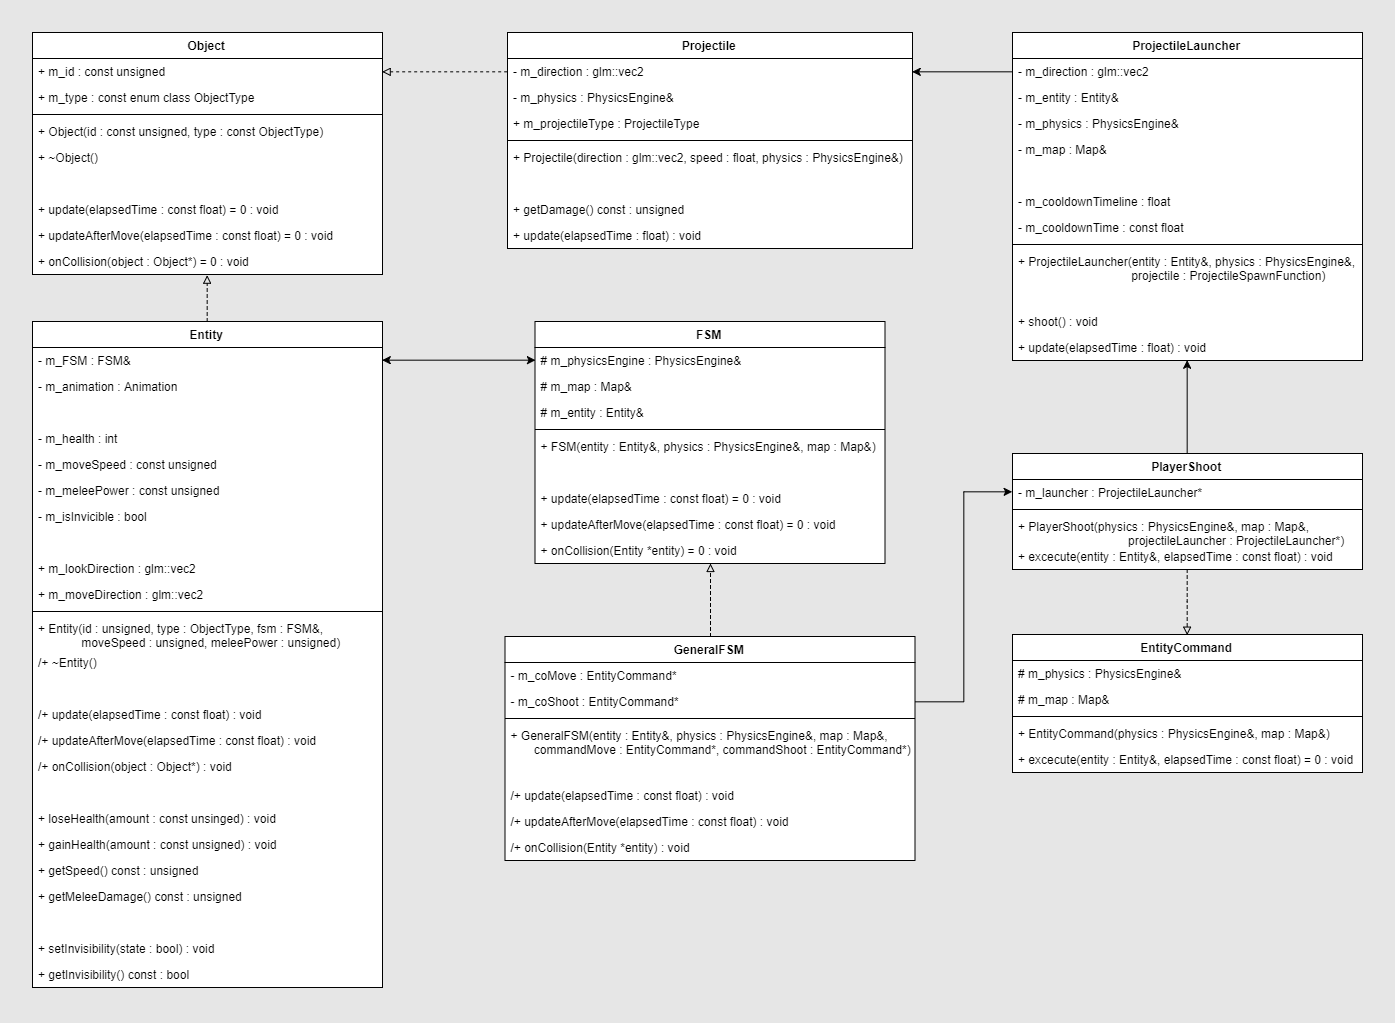 Object
+ m_id : const unsigned
+ m_type : const enum class ObjectType
+ Object(id : const unsigned, type : const ObjectType)
+ ~Object()
+ update(elapsedTime : const float) = 0 : void
+ updateAfterMove(elapsedTime : const float) = 0 : void
+ onCollision(object : Object*) = 0 : void
Projectile
- m_direction : glm::vec2
- m_physics : PhysicsEngine&
+ m_projectileType : ProjectileType
+ Projectile(direction : glm::vec2, speed : float, physics : PhysicsEngine&)
+ getDamage() const : unsigned
+ update(elapsedTime : float) : void
ProjectileLauncher
- m_direction : glm::vec2
- m_entity : Entity&
- m_physics : PhysicsEngine&
- m_map : Map&
- m_cooldownTimeline : float
- m_cooldownTime : const float
+ ProjectileLauncher(entity : Entity&, physics : PhysicsEngine&,
projectile : ProjectileSpawnFunction)
+ shoot() : void
+ update(elapsedTime : float) : void
Entity
- m_FSM : FSM&
- m_animation : Animation
- m_health : int
- m_moveSpeed : const unsigned
- m_meleePower : const unsigned
- m_isInvicible : bool
+ m_lookDirection : glm::vec2
+ m_moveDirection : glm::vec2
+ Entity(id : unsigned, type : ObjectType, fsm : FSM&,
moveSpeed : unsigned, meleePower : unsigned)
/+ ~Entity()
/+ update(elapsedTime : const float) : void
/+ updateAfterMove(elapsedTime : const float) : void
/+ onCollision(object : Object*) : void
+ loseHealth(amount : const unsinged) : void
+ gainHealth(amount : const unsigned) : void
+ getSpeed() const : unsigned
+ getMeleeDamage() const : unsigned
+ setInvisibility(state : bool) : void
+ getInvisibility() const : bool
FSM
# m_physicsEngine : PhysicsEngine&
# m_map : Map&
# m_entity : Entity&
+ FSM(entity : Entity&, physics : PhysicsEngine&, map : Map&)
+ update(elapsedTime : const float) = 0 : void
+ updateAfterMove(elapsedTime : const float) = 0 : void
+ onCollision(Entity *entity) = 0 : void
GeneralFSM
- m_coMove : EntityCommand*
- m_coShoot : EntityCommand*
+ GeneralFSM(entity : Entity&, physics : PhysicsEngine&, map : Map&,
commandMove : EntityCommand*, commandShoot : EntityCommand*)
/+ update(elapsedTime : const float) : void
/+ updateAfterMove(elapsedTime : const float) : void
/+ onCollision(Entity *entity) : void
PlayerShoot
- m_launcher : ProjectileLauncher*
+ PlayerShoot(physics : PhysicsEngine&, map : Map&,
projectileLauncher : ProjectileLauncher*)
+ excecute(entity : Entity&, elapsedTime : const float) : void
EntityCommand
# m_physics : PhysicsEngine&
# m_map : Map&
+ EntityCommand(physics : PhysicsEngine&, map : Map&)
+ excecute(entity : Entity&, elapsedTime : const float) = 0 : void